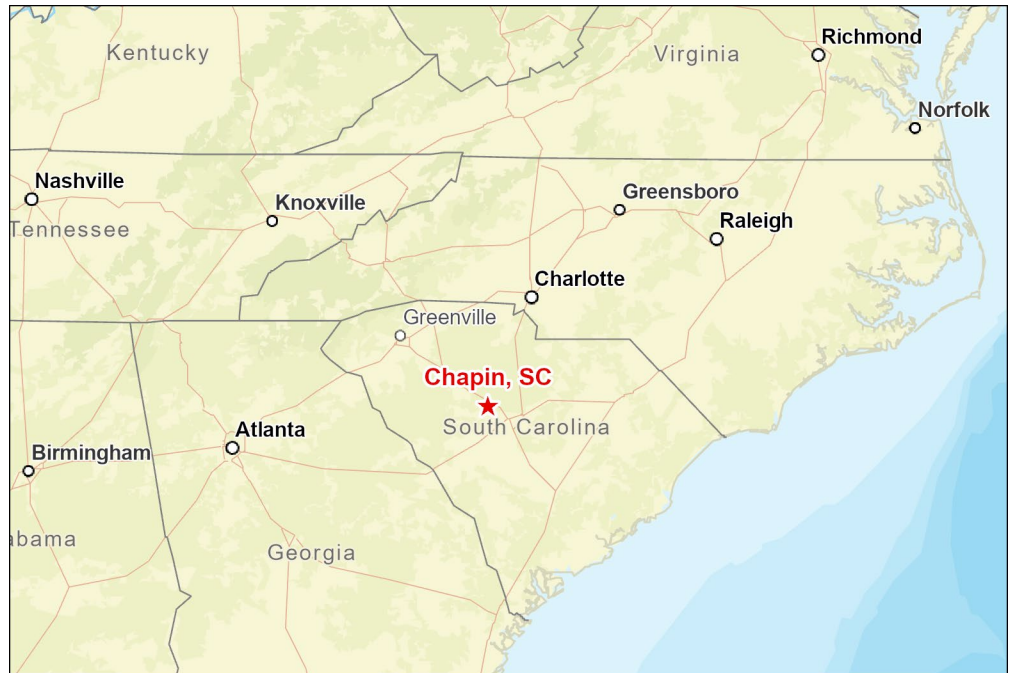 Kentucky
Virginia
Richmond
Norfolk
Nashville
Knoxville
Greensboro
Tennessee
Raleigh
Charlotte
Greenville
Chapin, SC
South Carolina
Atlanta
Birmingham
abama
Georgia